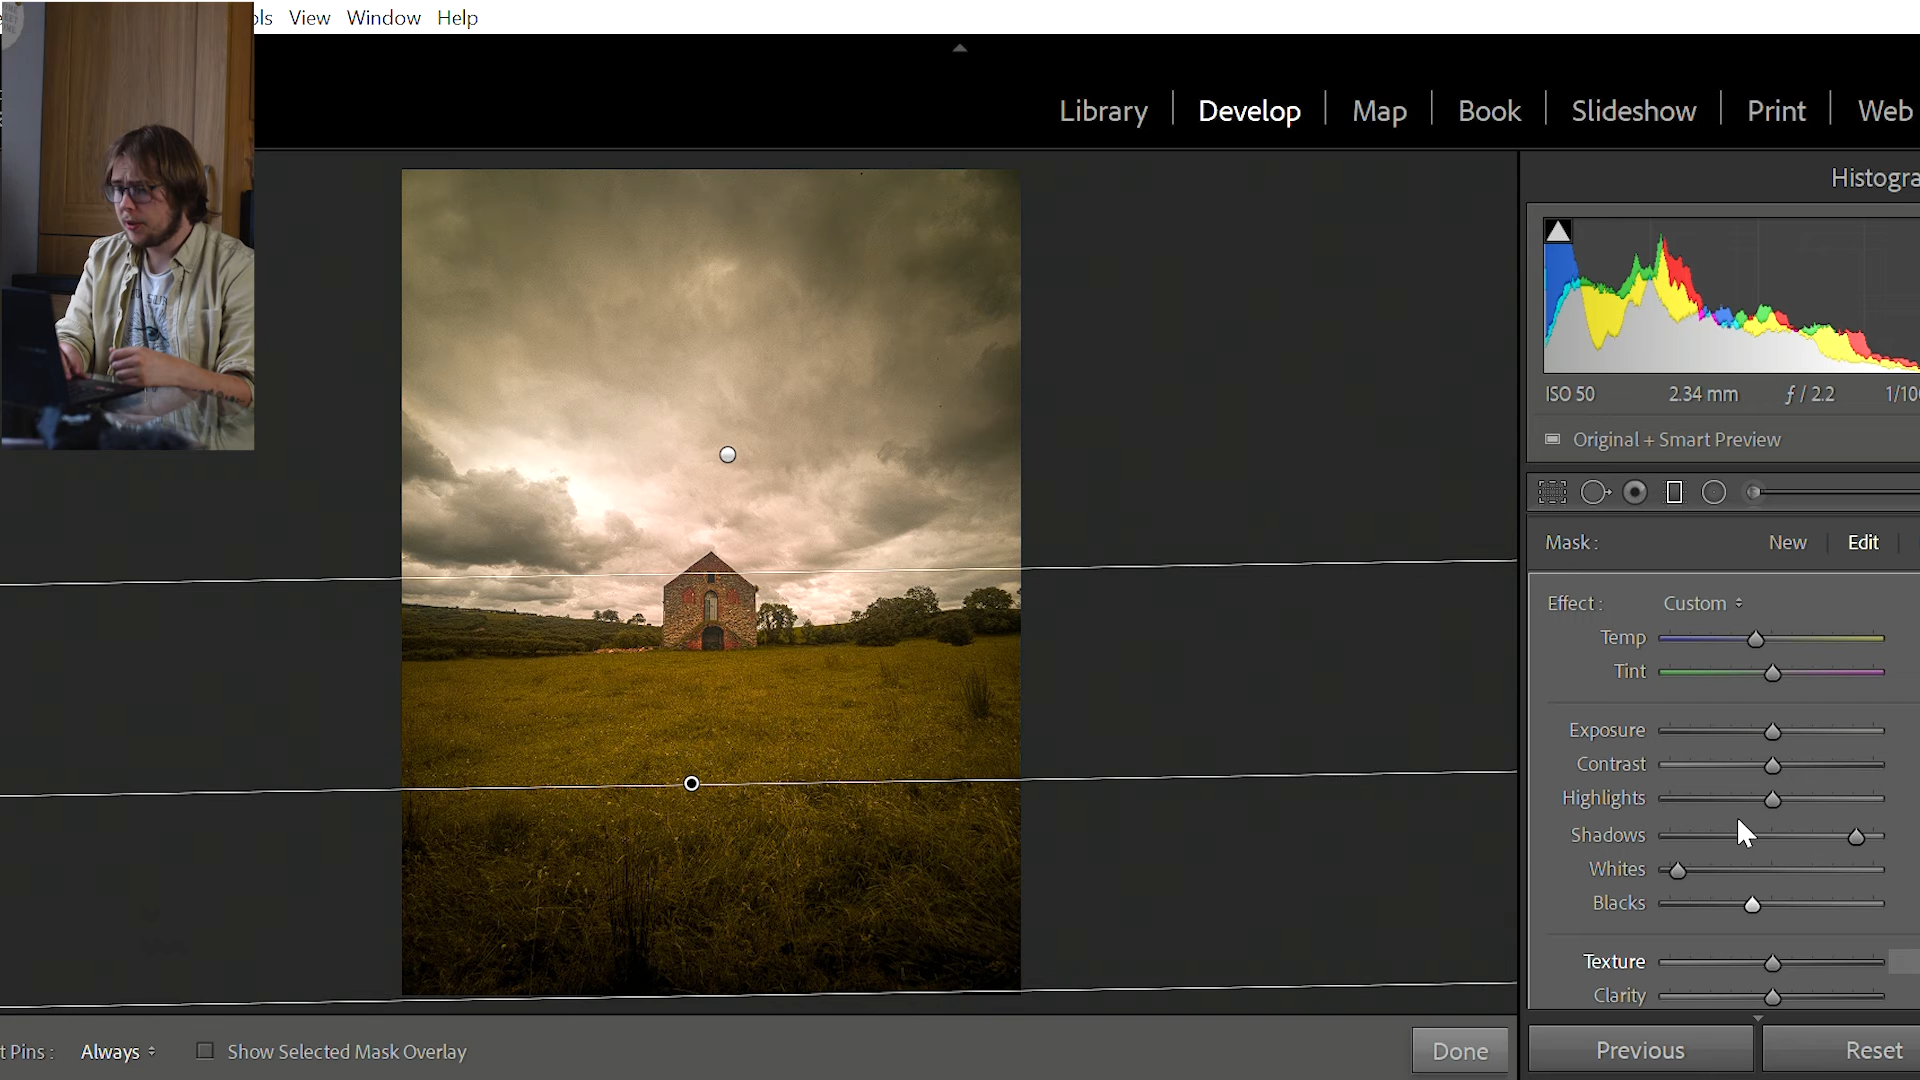 ols View Window Help
Library Develop Map Book Slideshow Print Web
Histogra
ISO 50 2.34 mm ƒ / 2.2 1/100
Original + Smart Preview
Mask : New Edit
Effect : Custom
Temp
Tint
Exposure
Contrast
Highlights
Shadows
Whites
Blacks
Texture
Clarity
t Pins : Always Show Selected Mask Overlay Done Previous Reset